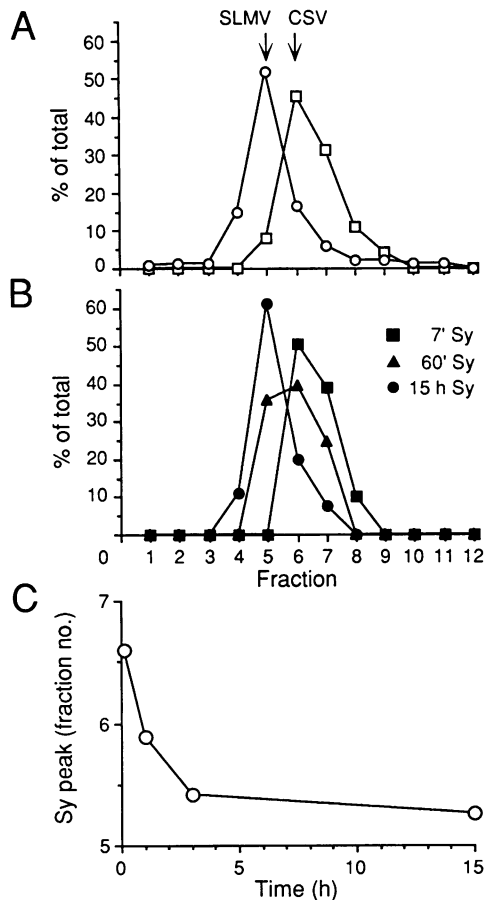 A
SLMV CSV
60
50
40
30
20
10
0
% of total
B
60
50
40
30
20
10
0
% of total
7' Sy
60' Sy
15 h Sy
1 2 3 4 5 6 7 8 9 10 11 12
Fraction
C
7
6
5
Sy peak (fraction no.)
0 5 10 15
Time (h)